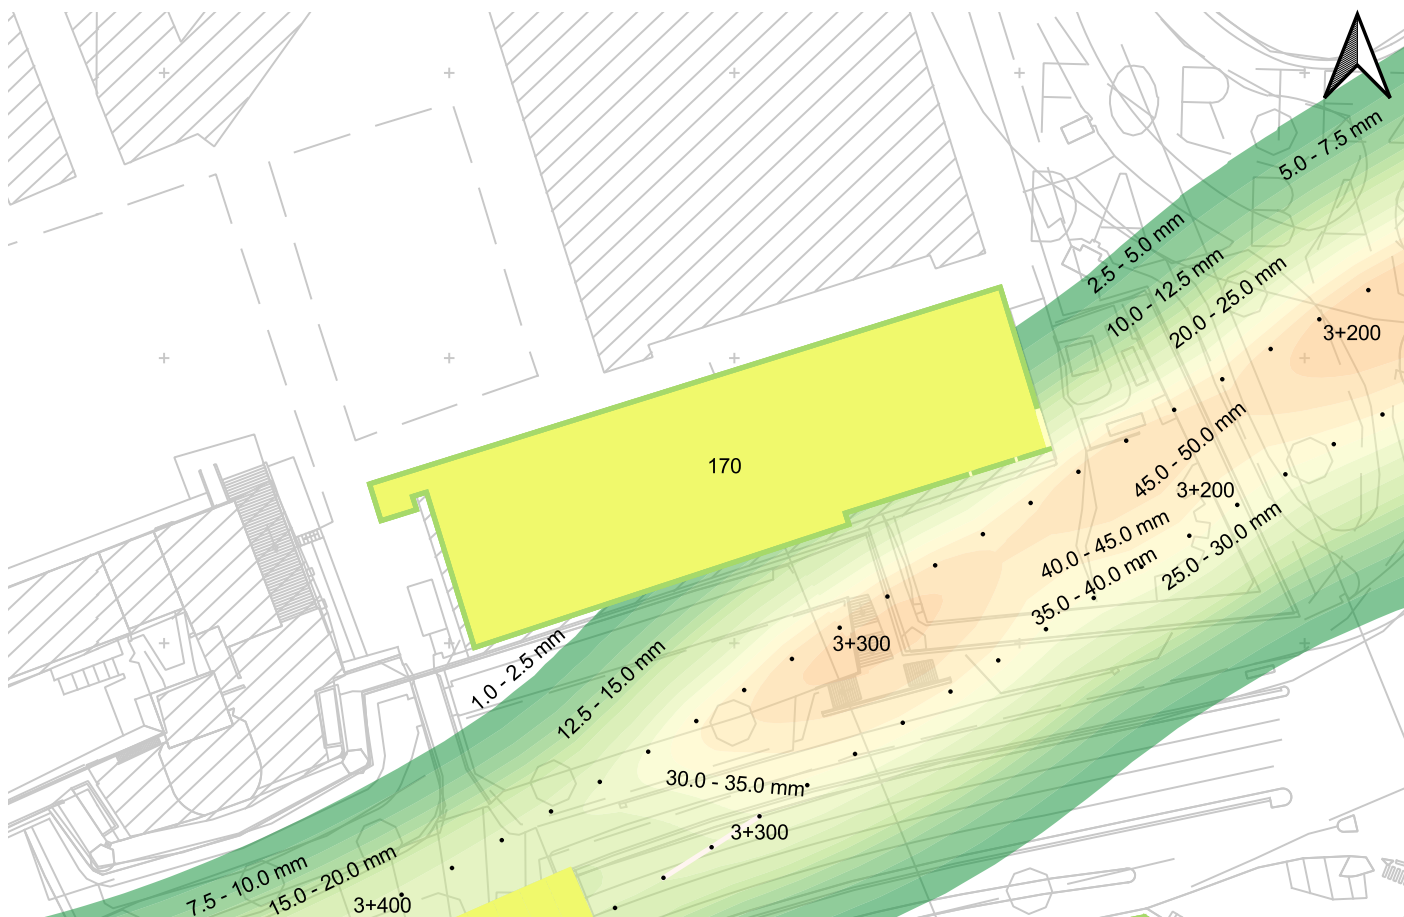 FORTE
5.0 - 7.5 mm
DA BA
2.5 - 5.0 mm
10.0 - 12.5 mm
20.0 - 25.0 mm
3+200
45.0 - 50.0 mm
170
3+200
40.0 - 45.0 mm
25.0 - 30.0 mm
35.0 - 40.0 mm
3+300
1.0 - 2.5 mm
12.5 - 15.0 mm
30.0 - 35.0 mm
3+300
7.5 - 10.0 mm
15.0 - 20.0 mm
3+400